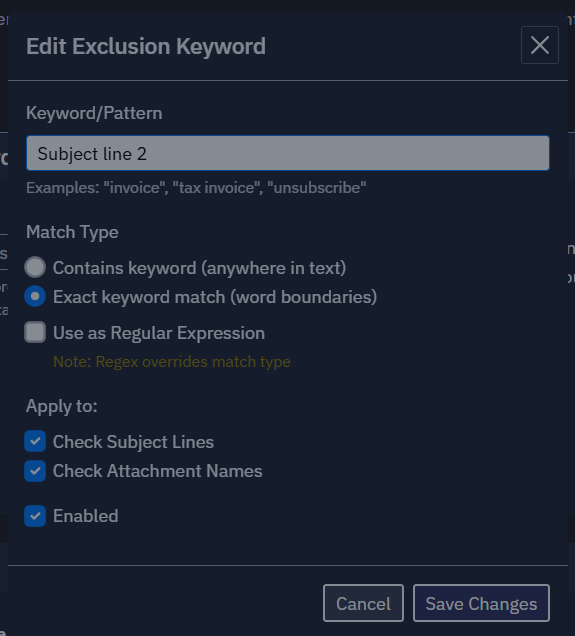 Edit Exclusion Keyword
Keyword/Pattern
Subject line 2
Examples: "invoice", "tax invoice", "unsubscribe"
Match Type
Contains keyword (anywhere in text)
Exact keyword match (word boundaries)
Use as Regular Expression
Note: Regex overrides match type
Apply to:
Check Subject Lines
Check Attachment Names
Enabled
Cancel
Save Changes